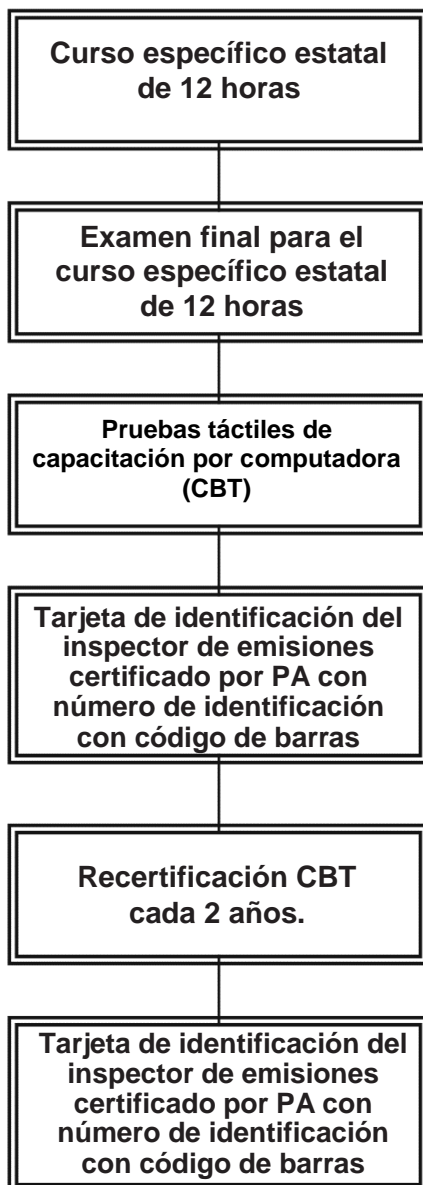 Curso específico estatal
de 12 horas
Examen final para el
curso específico estatal
de 12 horas
Pruebas táctiles de
capacitación por computadora
(CBT)
Tarjeta de identificación del
inspector de emisiones
certificado por PA con
número de identificación
con código de barras
Recertificación CBT
cada 2 años.
Tarjeta de identificación del
inspector de emisiones
certificado por PA con
número de identificación
con código de barras